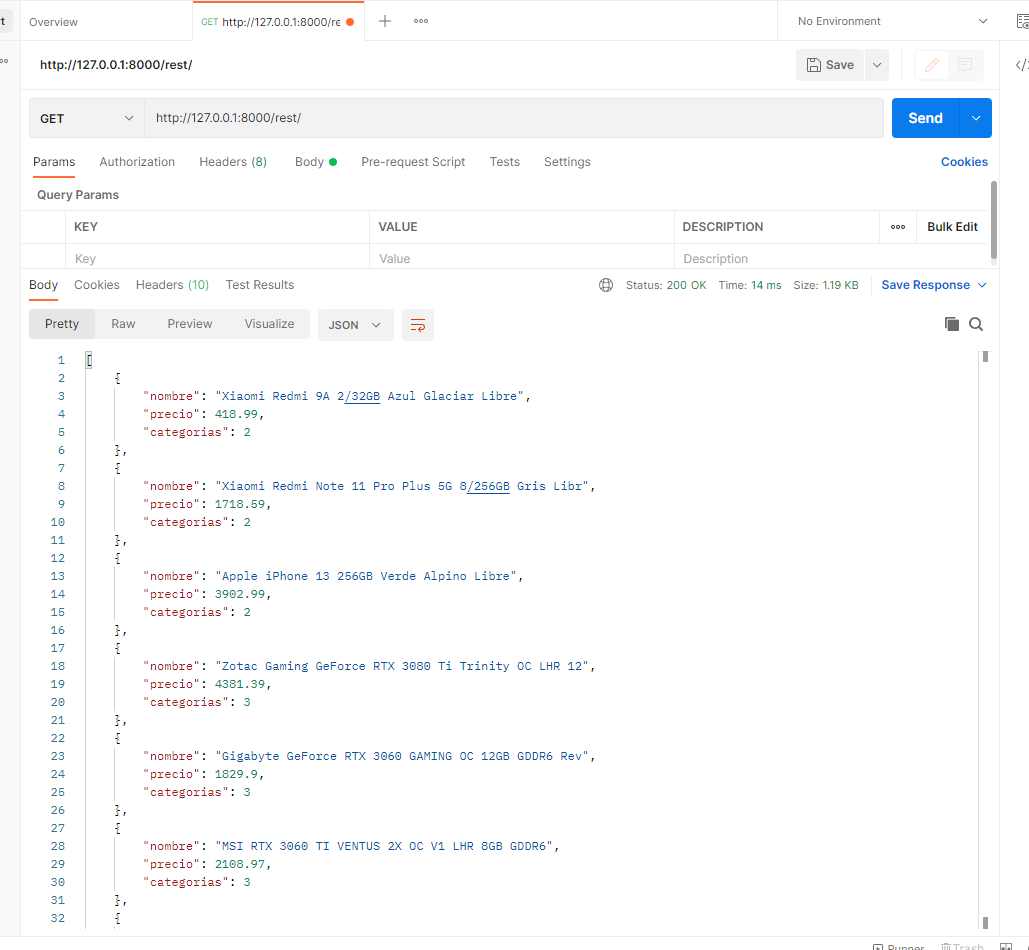 t
Overview
GET http://127.0.0.1:8000/re
No Environment
http://127.0.0.1:8000/rest/
Save
GET
http://127.0.0.1:8000/rest/
Send
Params Authorization Headers (8) Body Pre-request Script Tests Settings Cookies
Query Params
KEY VALUE DESCRIPTION Bulk Edit
Key Value Description
Body Cookies Headers (10) Test Results Status: 200 OK Time: 14 ms Size: 1.19 KB Save Response
Pretty Raw Preview Visualize JSON
1 [
2 {
3 "nombre": "Xiaomi Redmi 9A 2/32GB Azul Glaciar Libre",
4 "precio": 418.99,
5 "categorias": 2
6 },
7 {
8 "nombre": "Xiaomi Redmi Note 11 Pro Plus 5G 8/256GB Gris Libr",
9 "precio": 1718.59,
10 "categorias": 2
11 },
12 {
13 "nombre": "Apple iPhone 13 256GB Verde Alpino Libre",
14 "precio": 3902.99,
15 "categorias": 2
16 },
17 {
18 "nombre": "Zotac Gaming GeForce RTX 3080 Ti Trinity OC LHR 12",
19 "precio": 4381.39,
20 "categorias": 3
21 },
22 {
23 "nombre": "Gigabyte GeForce RTX 3060 GAMING OC 12GB GDDR6 Rev",
24 "precio": 1829.9,
25 "categorias": 3
26 },
27 {
28 "nombre": "MSI RTX 3060 TI VENTUS 2X OC V1 LHR 8GB GDDR6",
29 "precio": 2108.97,
30 "categorias": 3
31 },
32 {
Runner Trash